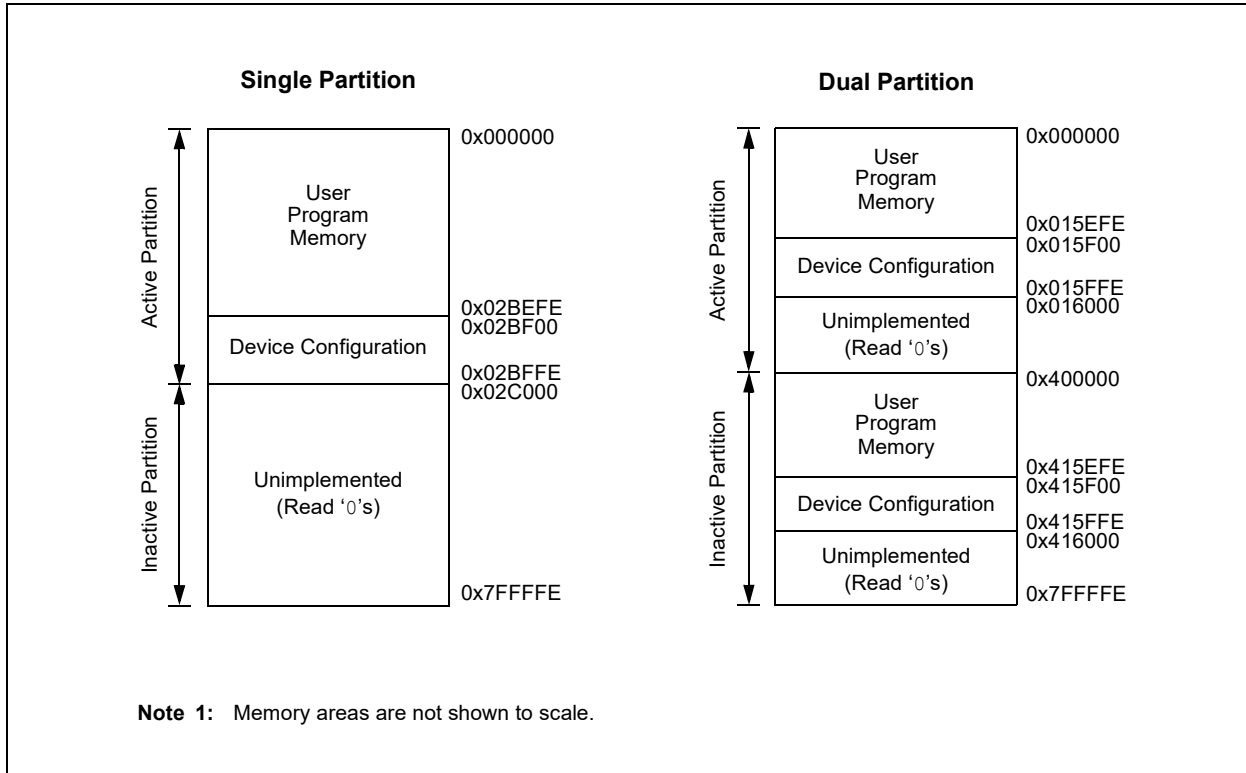 Single Partition
Active Partition
Inactive Partition
User
Program
Memory
Device Configuration
Unimplemented
(Read ‘0’s)
0x000000
0x02BEFE
0x02BF00
0x02BFFE
0x02C000
0x7FFFFE
Dual Partition
Active Partition
Inactive Partition
User
Program
Memory
Device Configuration
Unimplemented
(Read ‘0’s)
User
Program
Memory
Device Configuration
Unimplemented
(Read ‘0’s)
0x000000
0x015EFE
0x015F00
0x015FFE
0x016000
0x400000
0x415EFE
0x415F00
0x415FFE
0x416000
0x7FFFFE
Note 1: Memory areas are not shown to scale.